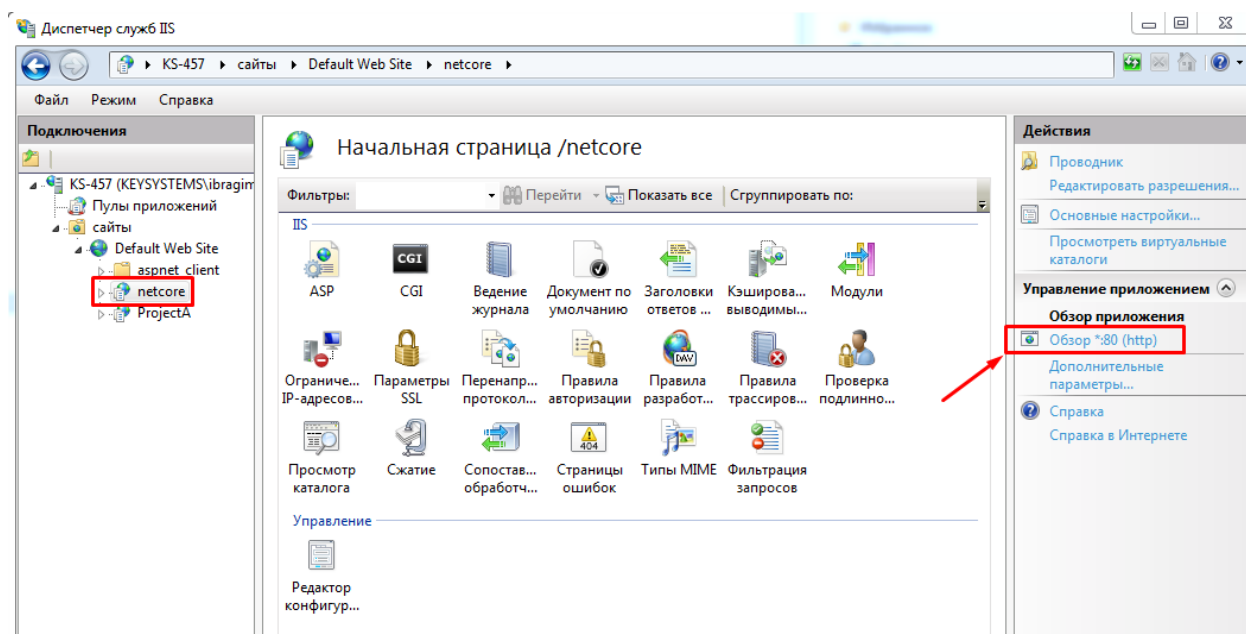 Диспетчер служб IIS
KS-457 сайты Default Web Site netcore
Файл Режим Справка
Подключения
KS-457 (KEYSYSTEMS\ibragim
Пулы приложений
сайты
Default Web Site
aspnet_client
netcore
ProjectA
Начальная страница /netcore
Фильтры: Перейти Показать все Сгруппировать по:
IIS
ASP CGI Ведение Документ по Заголовки Кэширова... Модули
журнала умолчанию ответов ... выводимы...
Ограниче... Параметры Перенапр... Правила Правила Правила Проверка
IP-адресов... SSL протокол... авторизации разработ... трассиров... подлинно...
Просмотр Сжатие Сопостав... Страницы Типы MIME Фильтрация
каталога обработч... ошибок запросов
Управление
Редактор
конфигур...
Действия
Проводник
Редактировать разрешения...
Основные настройки...
Просмотреть виртуальные
каталоги
Управление приложением
Обзор приложения
Обзор *:80 (http)
Дополнительные
параметры...
Справка
Справка в Интернете